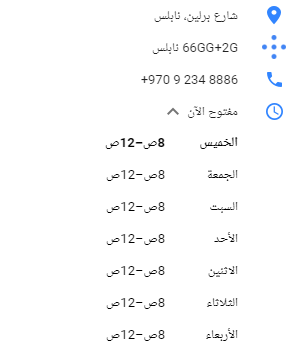 شارع برلين، نابلس
66GG+2G نابلس
+970 9 234 8886
مفتوح الآن
الخميس 8ص–12ص
الجمعة 8ص–12ص
السبت 8ص–12ص
الأحد 8ص–12ص
الاثنين 8ص–12ص
الثلاثاء 8ص–12ص
الأربعاء 8ص–12ص